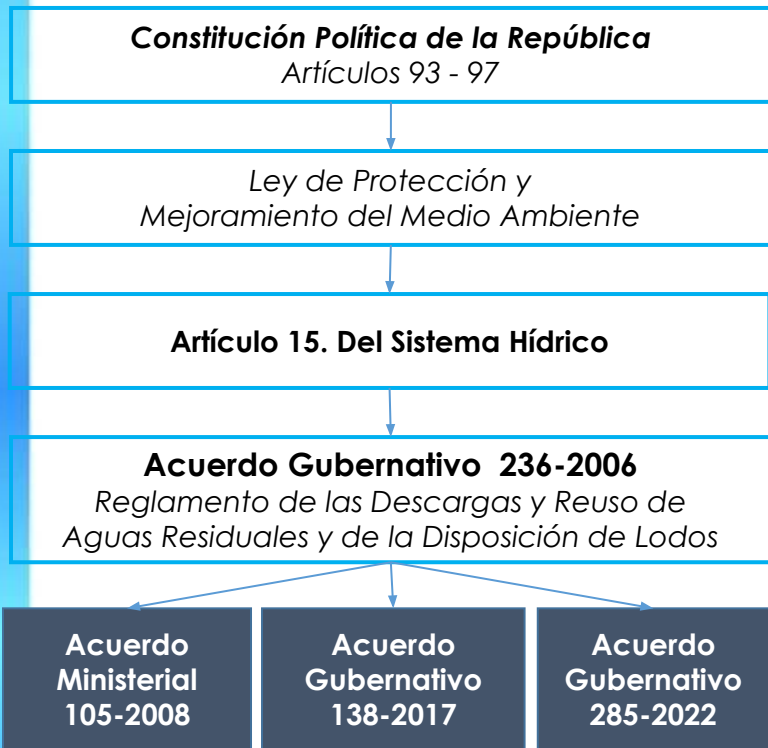 Constitución Política de la República
Artículos 93 - 97
Ley de Protección y
Mejoramiento del Medio Ambiente
Artículo 15. Del Sistema Hídrico
Acuerdo Gubernativo 236-2006
Reglamento de las Descargas y Reuso de
Aguas Residuales y de la Disposición de Lodos
Acuerdo
Ministerial
105-2008
Acuerdo
Gubernativo
138-2017
Acuerdo
Gubernativo
285-2022